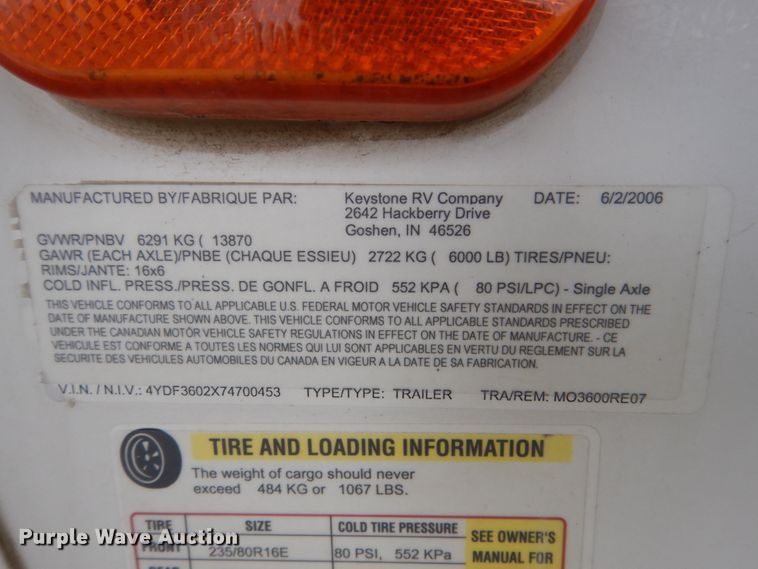 MANUFACTURED BY/FABRIQUE PAR: Keystone RV Company DATE: 6/2/2006
2642 Hackberry Drive
Goshen, IN 46526
GVWR/PNBV 6291 KG ( 13870
GAWR (EACH AXLE)/PNBE (CHAQUE ESSIEU) 2722 KG ( 6000 LB) TIRES/PNEU:
RIMS/JANTE: 16x6
COLD INFL. PRESS./PRESS. DE GONFL. A FROID 552 KPA ( 80 PSI/LPC) - Single Axle
THIS VEHICLE CONFORMS TO ALL APPLICABLE U.S. FEDERAL MOTOR VEHICLE SAFETY STANDARDS IN EFFECT ON THE
DATE OF MANUFACTURE SHOWN ABOVE. THIS VEHICLE CONFORMS TO ALL APPLICABLE STANDARDS PRESCRIBED
UNDER THE CANADIAN MOTOR VEHICLE SAFETY REGULATIONS IN EFFECT ON THE DATE OF MANUFACTURE. - CE
VEHICULE EST CONFORME A TOUTES LES NORMES QUI LUI SONT APPLICABLES EN VERTU DU REGLEMENT SUR LA
SECURITE DES VEHICULES AUTOMOBILES DU CANADA EN VIGEUR A LA DATE DE SA FABRICATION.
V.I.N. / N.I.V.: 4YDF3602X74700453 TYPE/TYPE: TRAILER TRA/REM: MO3600RE07
TIRE AND LOADING INFORMATION
The weight of cargo should never
exceed 484 KG or 1067 LBS.
TIRE SIZE COLD TIRE PRESSURE SEE OWNER'S
FRONT 235/80R16E 80 PSI, 552 KPa MANUAL FOR
Purple Wave Auction